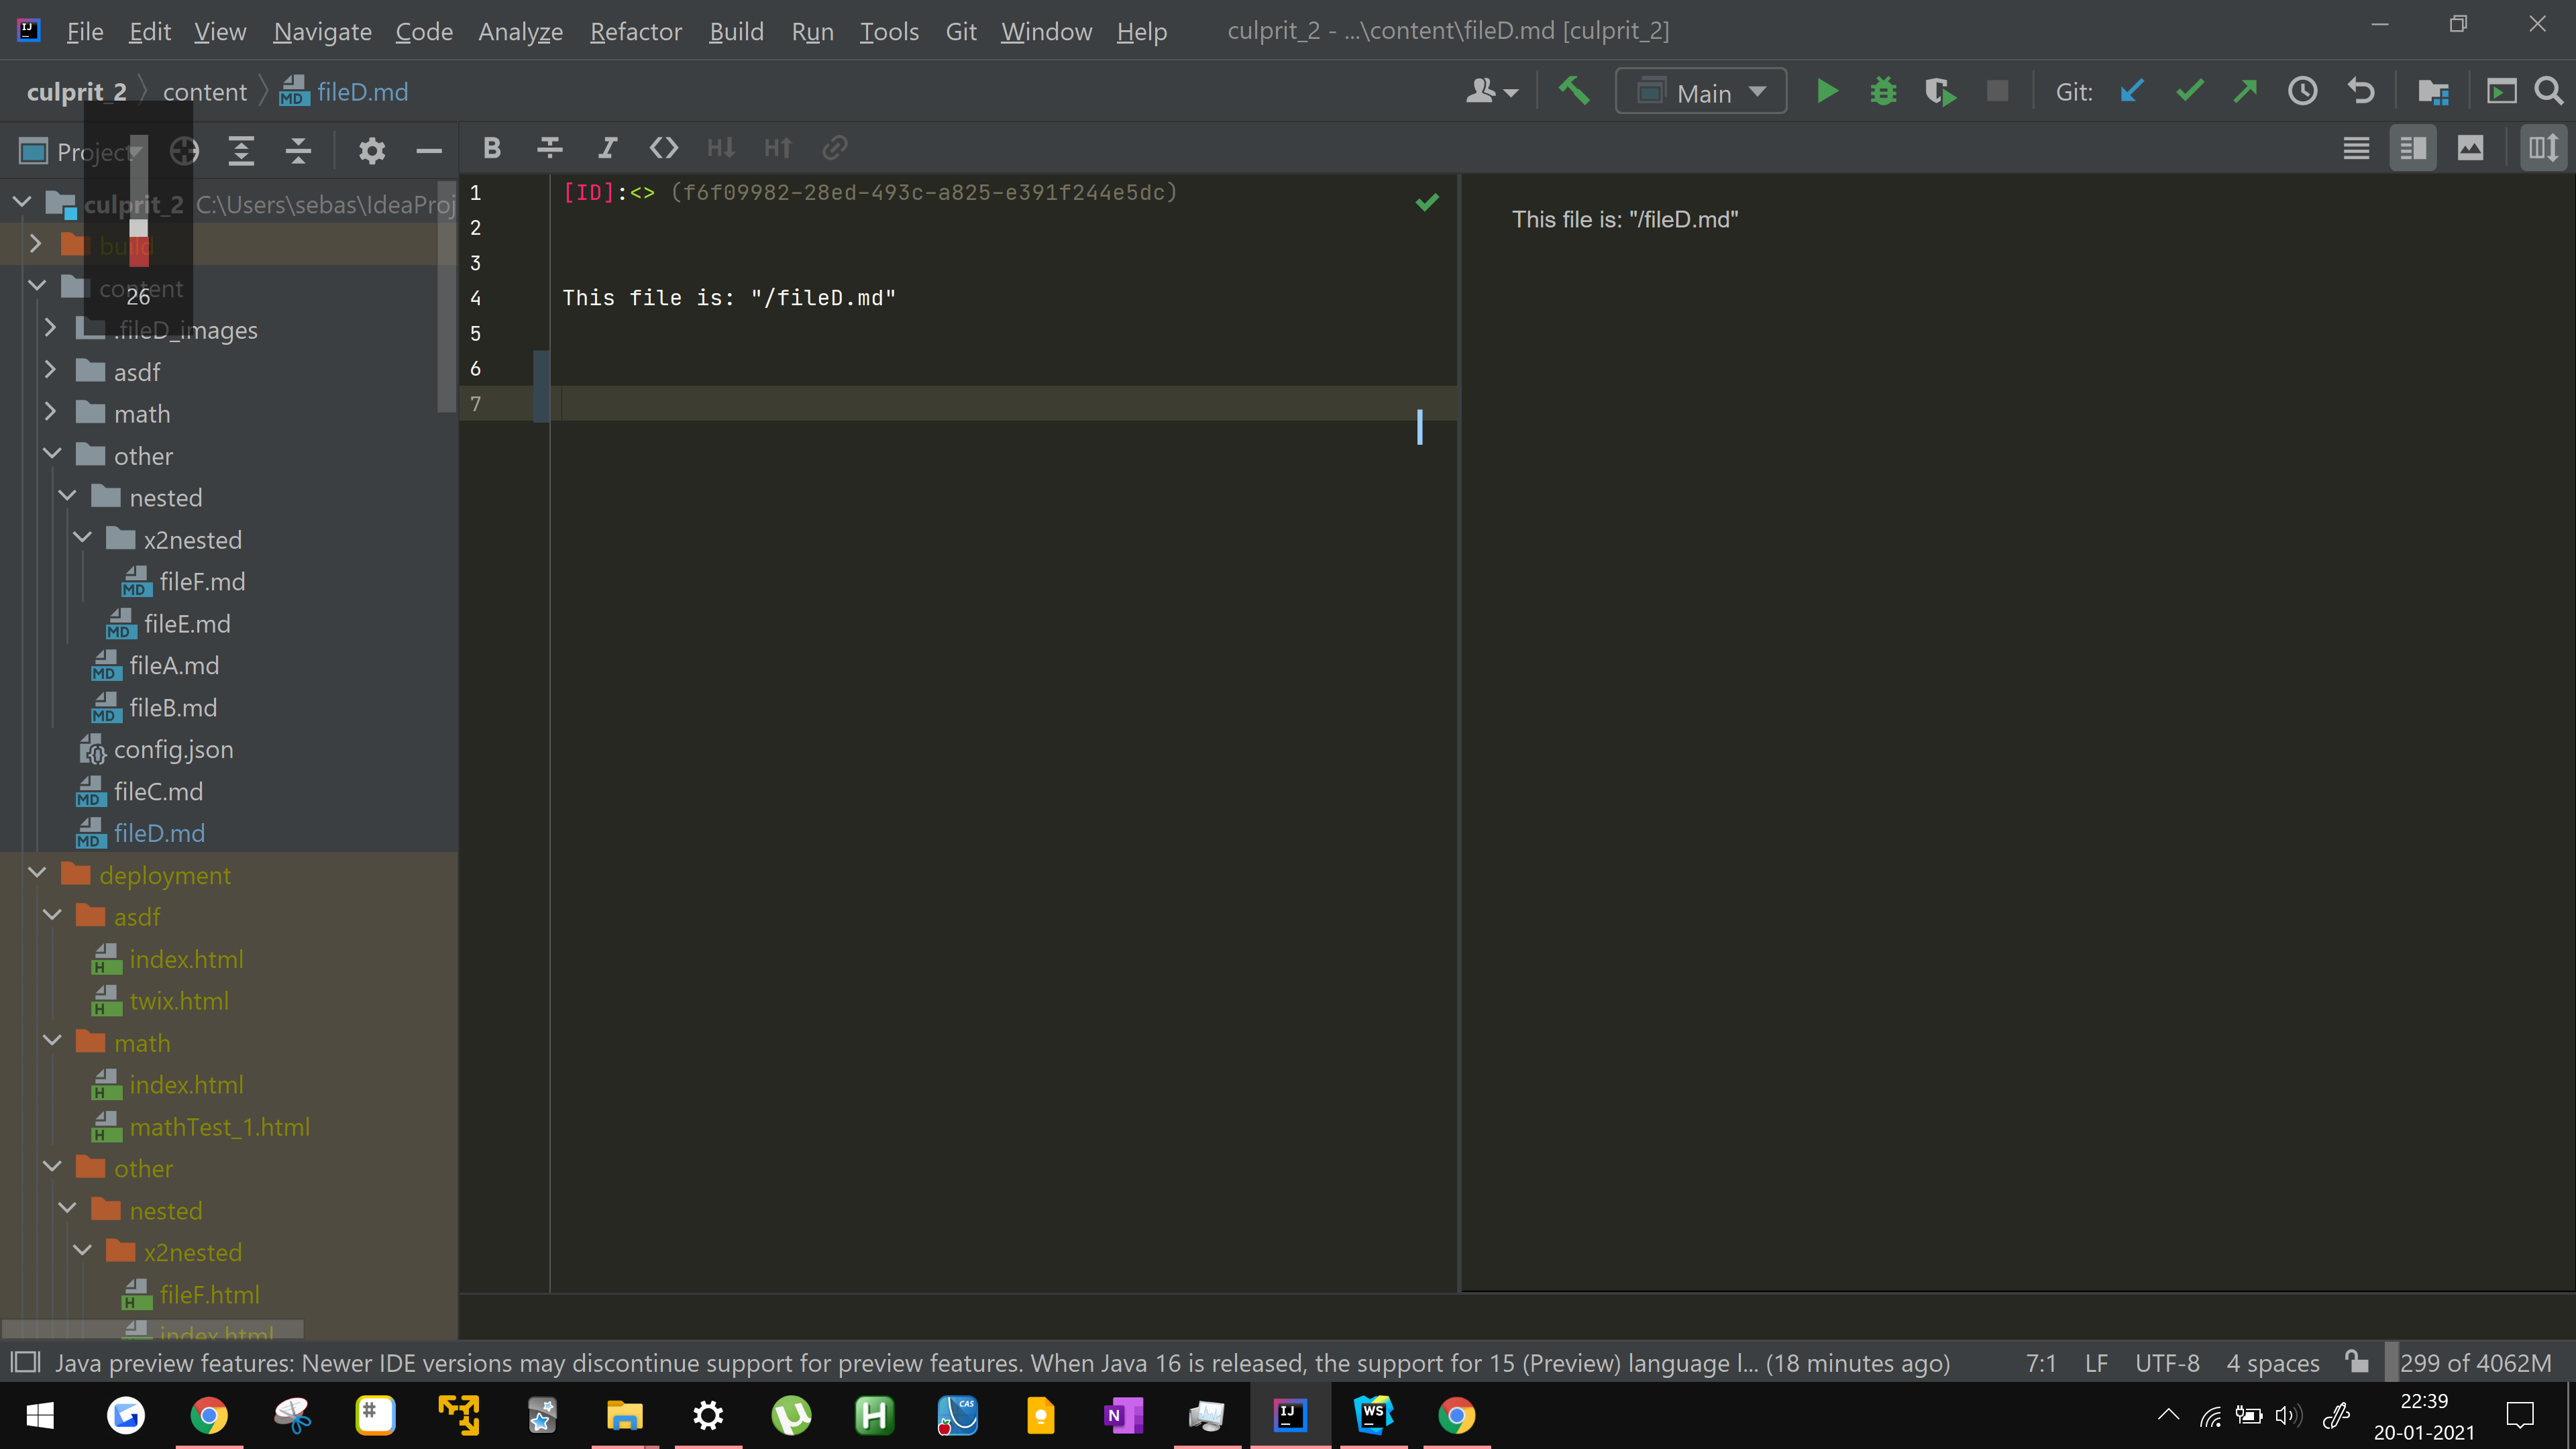 File Edit View Navigate Code Analyze Refactor Build Run Tools Git Window Help culprit_2 - ...\content\fileD.md [culprit_2]
culprit_2 content fileD.md Main Git:
Project
culprit_2 C:\Users\sebas\IdeaProj
build
content
26
.fileD_images
asdf
math
other
nested
x2nested
fileF.md
fileE.md
fileA.md
fileB.md
config.json
fileC.md
fileD.md
deployment
asdf
index.html
twix.html
math
index.html
mathTest_1.html
other
nested
x2nested
fileF.html
index.html
1 [ID]:<> (f6f09982-28ed-493c-a825-e391f244e5dc)
2
3
4 This file is: "/fileD.md"
5
6
7
This file is: "/fileD.md"
Java preview features: Newer IDE versions may discontinue support for preview features. When Java 16 is released, the support for 15 (Preview) language l... (18 minutes ago) 7:1 LF UTF-8 4 spaces 299 of 4062M
22:39
20-01-2021